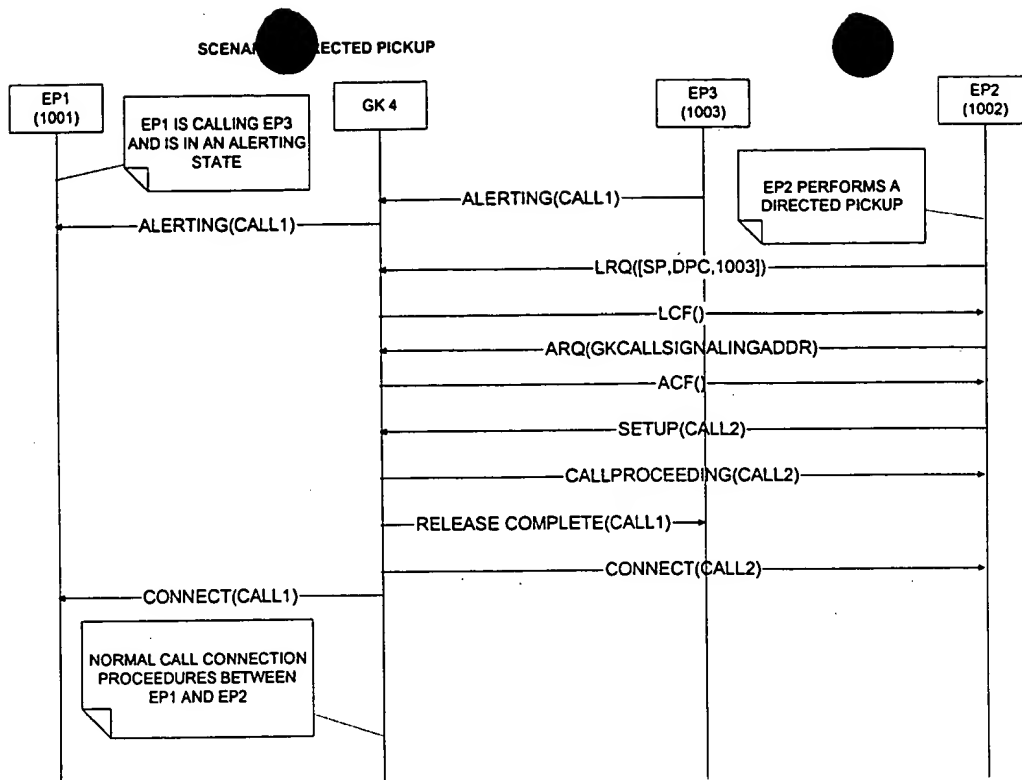 SCENA RECTED PICKUP
EP1
(1001)
GK 4
EP3
(1003)
EP2
(1002)
EP1 IS CALLING EP3
AND IS IN AN ALERTING
STATE
EP2 PERFORMS A
DIRECTED PICKUP
ALERTING(CALL1)
ALERTING(CALL1)
LRQ([SP,DPC,1003])
LCF()
ARQ(GKCALLSIGNALINGADDR)
ACF()
SETUP(CALL2)
CALLPROCEEDING(CALL2)
RELEASE COMPLETE(CALL1)
CONNECT(CALL2)
CONNECT(CALL1)
NORMAL CALL CONNECTION
PROCEEDURES BETWEEN
EP1 AND EP2